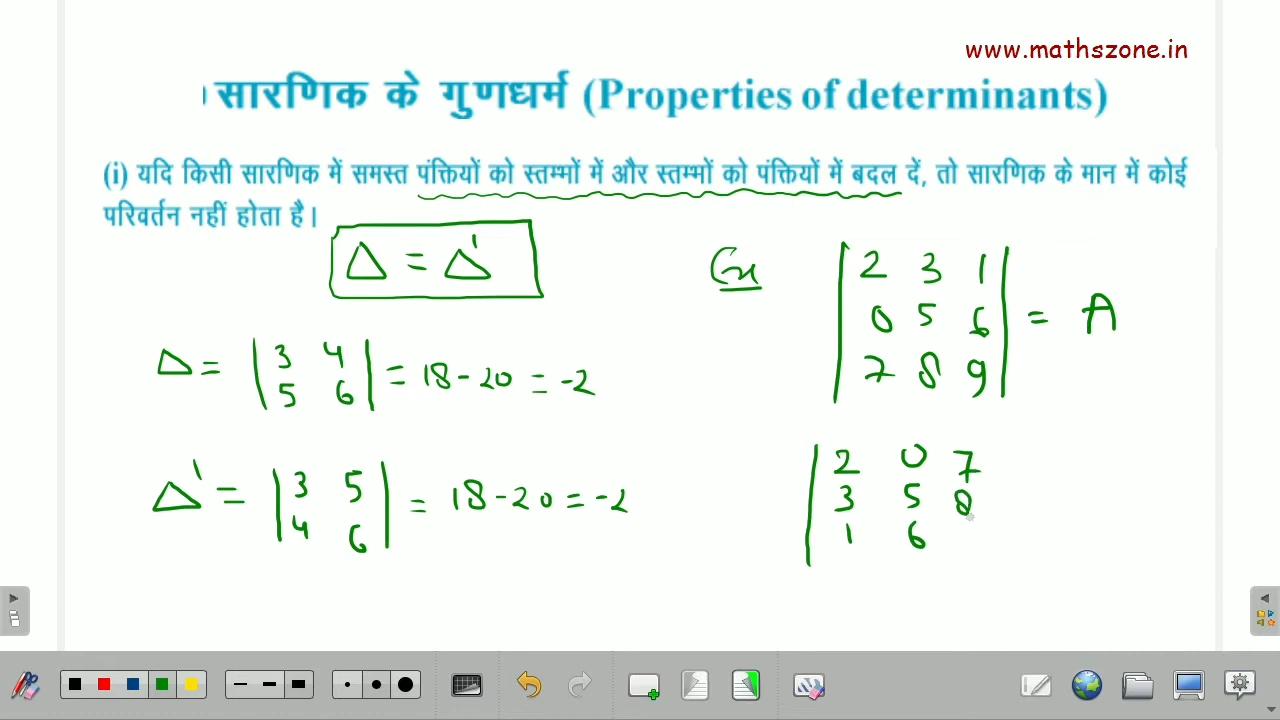 www.mathszone.in
सारणिक के गुणधर्म (Properties of determinants)
(i) यदि किसी सारणिक में समस्त पंक्तियों को स्तम्भों में और स्तम्भों को पंक्तियों में बदल दें, तो सारणिक के मान में कोई
परिवर्तन नहीं होता है।
Δ = Δ'
Δ = | 3 4
5 6 | = 18 - 20 = -2
Δ' = | 3 5
4 6 | = 18 - 20 = -2
Ex
| 2 3 1
0 5 6
7 8 9 | = A
| 2 0 7
3 5 8
1 6